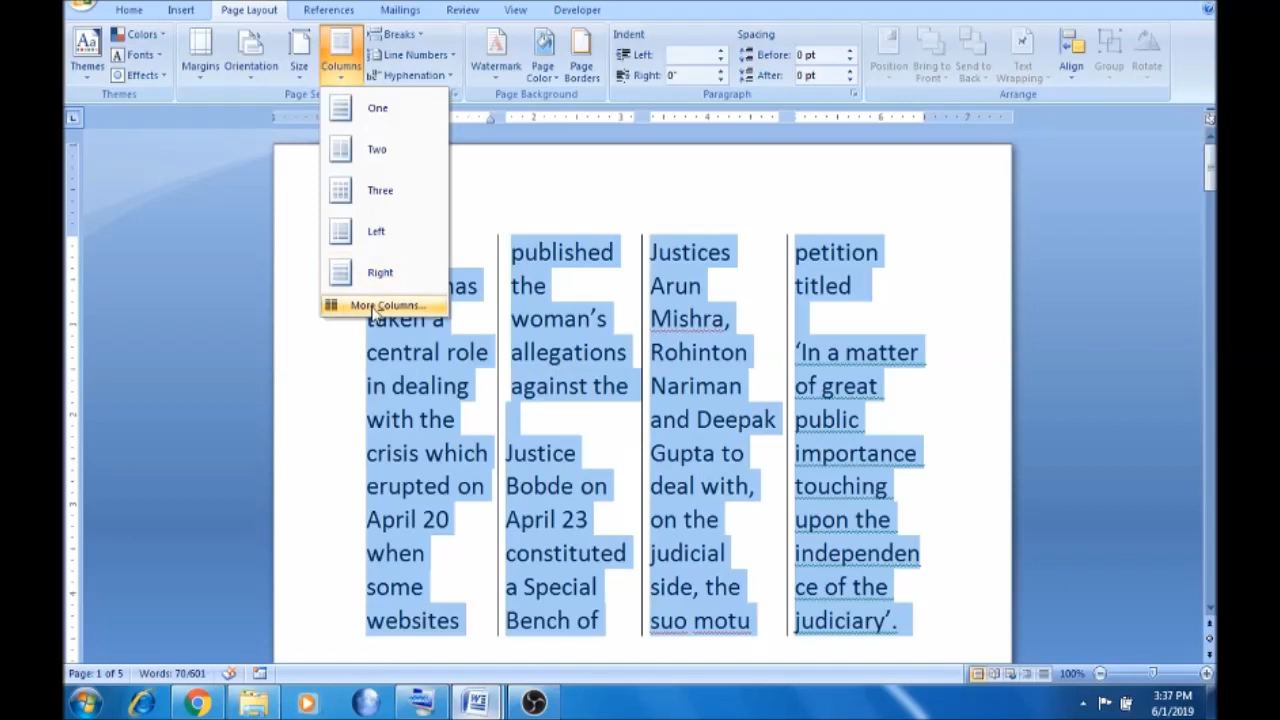 Home Insert Page Layout References Mailings Review View Developer
Colors Breaks Indent Spacing
Fonts Line Numbers Left: Before: 0 pt
Themes Margins Orientation Size Columns Watermark Page Color Page Borders Position Bring to Front Send to Back Text Wrapping Align Group Rotate
Effects Hyphenation Right: 0" After: 0 pt
Themes Page Se Page Background Paragraph Arrange
One
Two
Three
Left
Right
More Columns...
has
taken a
central role
in dealing
with the
crisis which
erupted on
April 20
when
some
websites
published
the
woman's
allegations
against the
Justice
Bobde on
April 23
constituted
a Special
Bench of
Justices
Arun
Mishra,
Rohinton
Nariman
and Deepak
Gupta to
deal with,
on the
judicial
side, the
suo motu
petition
titled
‘In a matter
of great
public
importance
touching
upon the
independen
ce of the
judiciary’.
Page: 1 of 5 Words: 70/601 100%
3:37 PM
6/1/2019